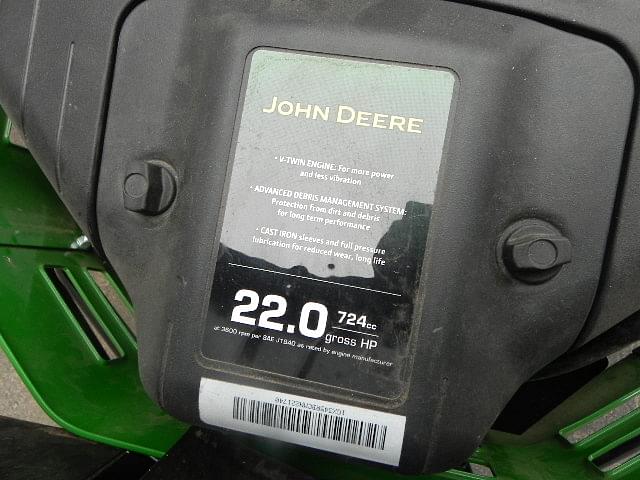 JOHN DEERE
• V-TWIN ENGINE: For more power
and less vibration
• ADVANCED DEBRIS MANAGEMENT SYSTEM:
Protection from dirt and debris
for long term performance
• CAST IRON sleeves and full pressure
lubrication for reduced wear, long life
22.0 724cc
gross HP
at 3600 rpm per SAE J1940 as rated by engine manufacturer